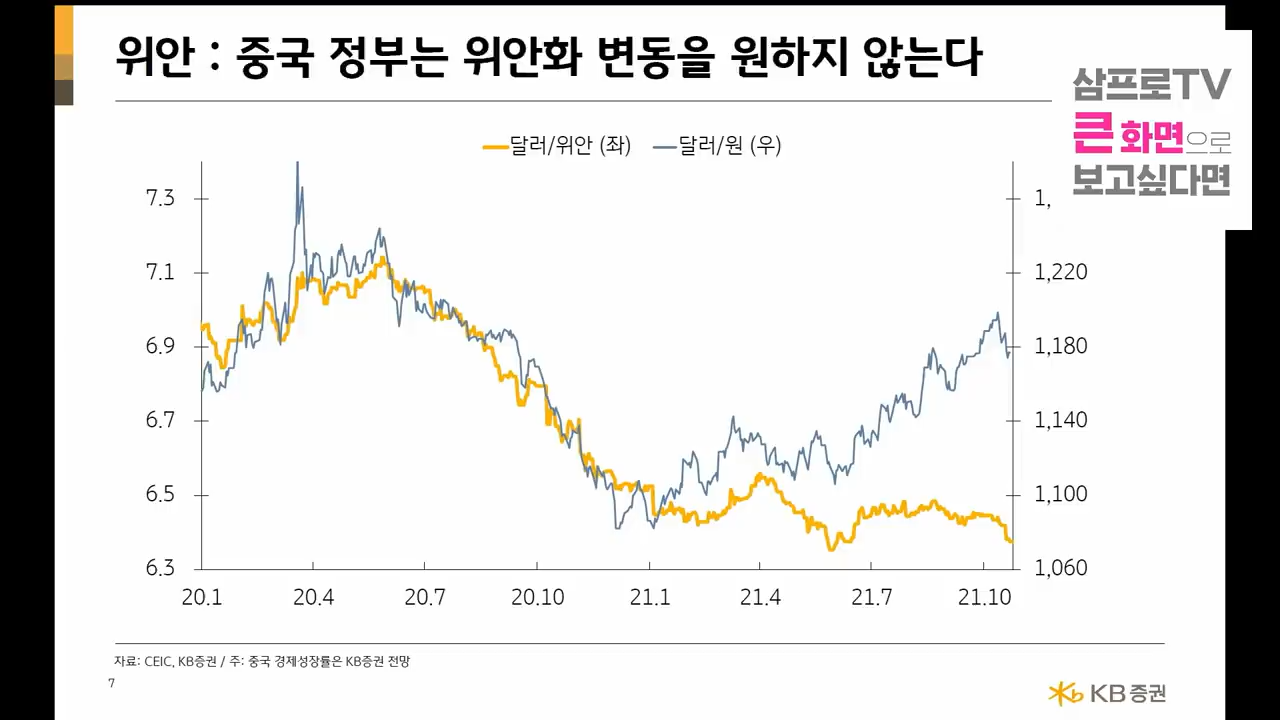 위안 : 중국 정부는 위안화 변동을 원하지 않는다
삼프로TV
큰 화면으로
보고싶다면
달러/위안 (좌) 달러/원 (우)
7.3
7.1
6.9
6.7
6.5
6.3
1,
1,220
1,180
1,140
1,100
1,060
20.1 20.4 20.7 20.10 21.1 21.4 21.7 21.10
자료: CEIC, KB증권 / 주: 중국 경제성장률은 KB증권 전망
7
KB증권